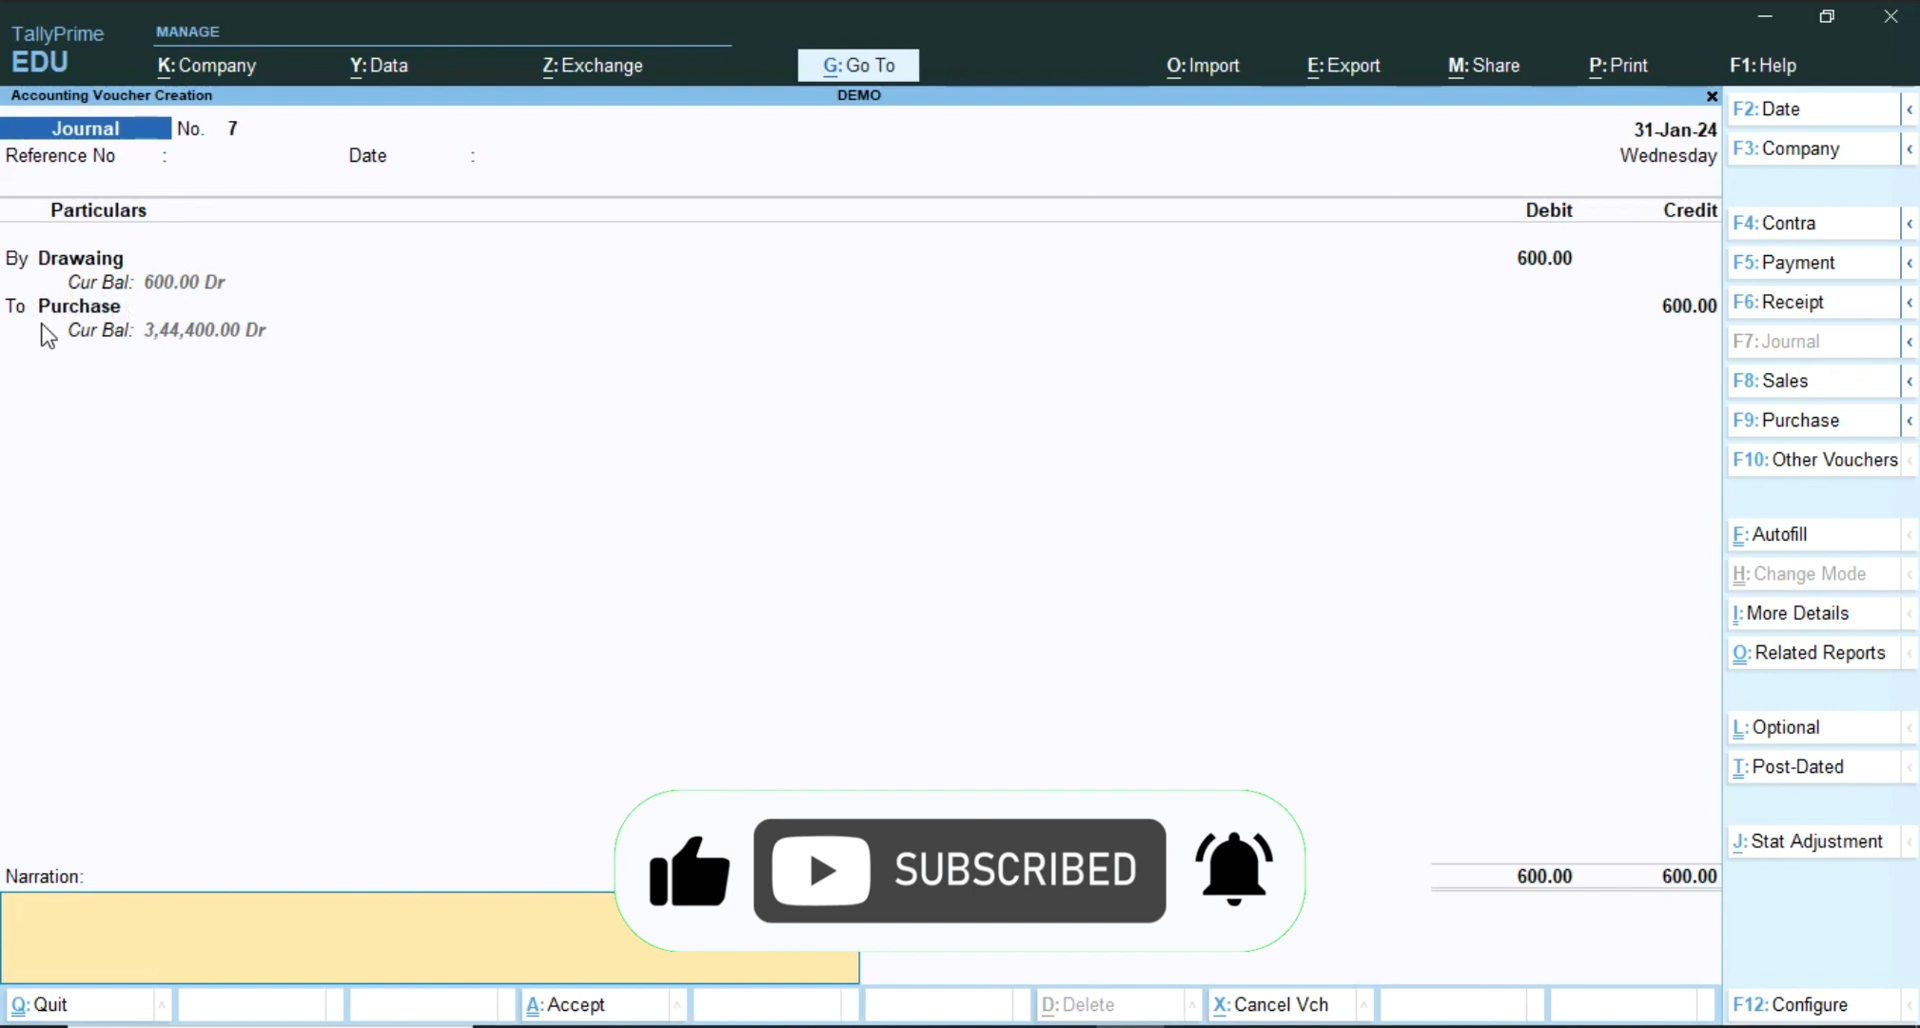 TallyPrime
EDU
MANAGE
K: Company Y: Data Z: Exchange G: Go To O: Import E: Export M: Share P: Print F1: Help
Accounting Voucher Creation DEMO
Journal No. 7 31-Jan-24
Reference No : Date : Wednesday
Particulars Debit Credit
By Drawaing 600.00
Cur Bal: 600.00 Dr
To Purchase 600.00
Cur Bal: 3,44,400.00 Dr
Narration: 600.00 600.00
SUBSCRIBED
Q: Quit A: Accept D: Delete X: Cancel Vch
F2: Date
F3: Company
F4: Contra
F5: Payment
F6: Receipt
F7: Journal
F8: Sales
F9: Purchase
F10: Other Vouchers
F: Autofill
H: Change Mode
I: More Details
O: Related Reports
L: Optional
T: Post-Dated
J: Stat Adjustment
F12: Configure